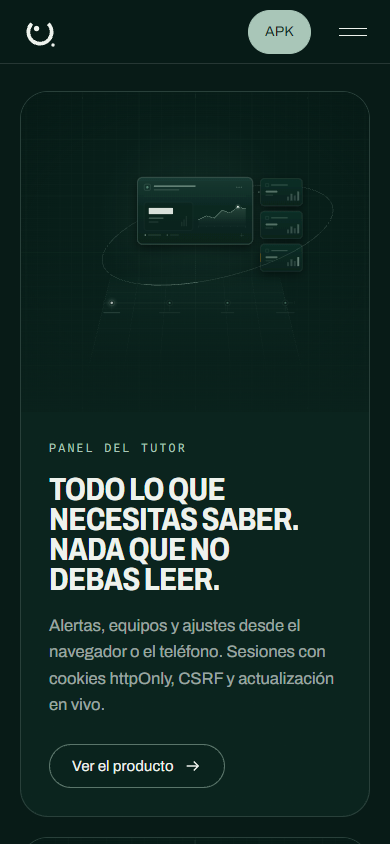 APK
PANEL DEL TUTOR
TODO LO QUE
NECESITAS SABER.
NADA QUE NO
DEBAS LEER.
Alertas, equipos y ajustes desde el
navegador o el teléfono. Sesiones con
cookies httpOnly, CSRF y actualización
en vivo.
Ver el producto →